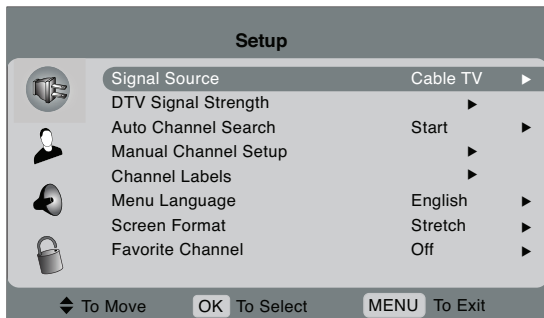 Setup
Signal Source Cable TV
DTV Signal Strength
Auto Channel Search Start
Manual Channel Setup
Channel Labels
Menu Language English
Screen Format Stretch
Favorite Channel Off
To Move OK To Select MENU To Exit